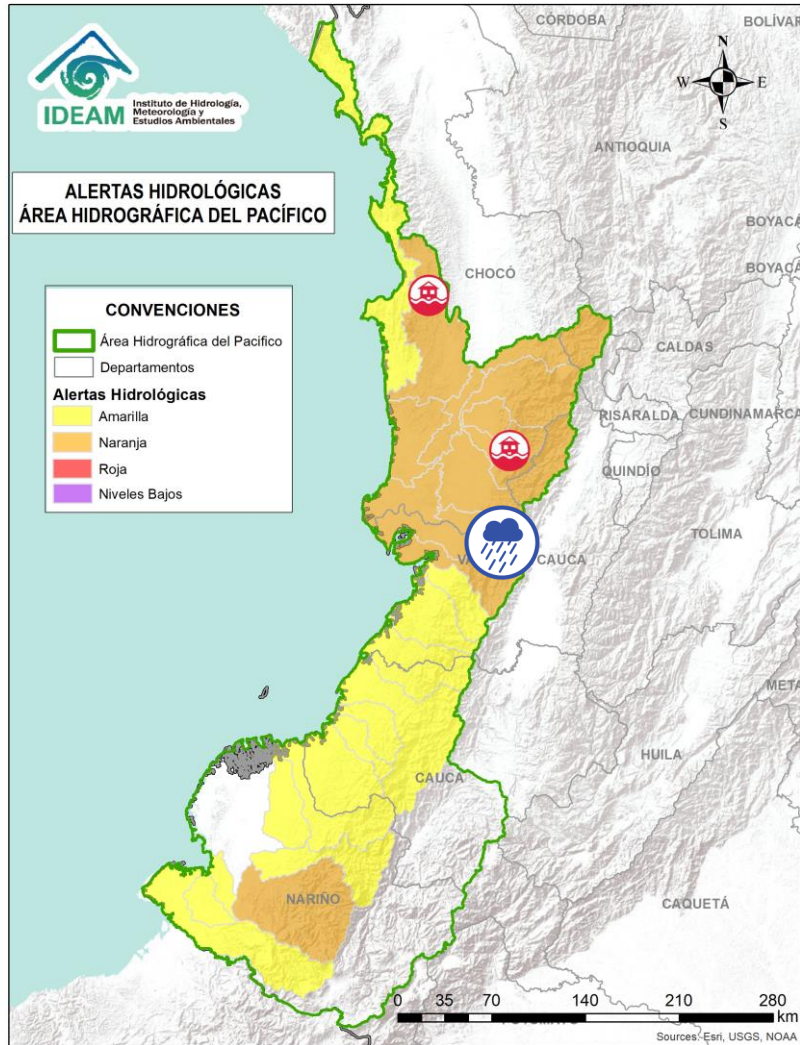 CÓRDOBA
BOLÍVAR
N
W
E
S
IDEAM
Instituto de Hidrología,
Meteorología y
Estudios Ambientales
ANTIOQUIA
ALERTAS HIDROLÓGICAS
ÁREA HIDROGRÁFICA DEL PACÍFICO
BOYACÁ
BOYACÁ
CHOCÓ
CONVENCIONES
Área Hidrográfica del Pacifico
Departamentos
Alertas Hidrológicas
Amarilla
Naranja
Roja
Niveles Bajos
CALDAS
RISARALDA
CUNDINAMARCA
QUINDÍO
TOLIMA
CAUCA
META
HUILA
CAUCA
NARIÑO
CAQUETÁ
0 35 70 140 210 280
km
Sources: Esri, USGS, NOAA